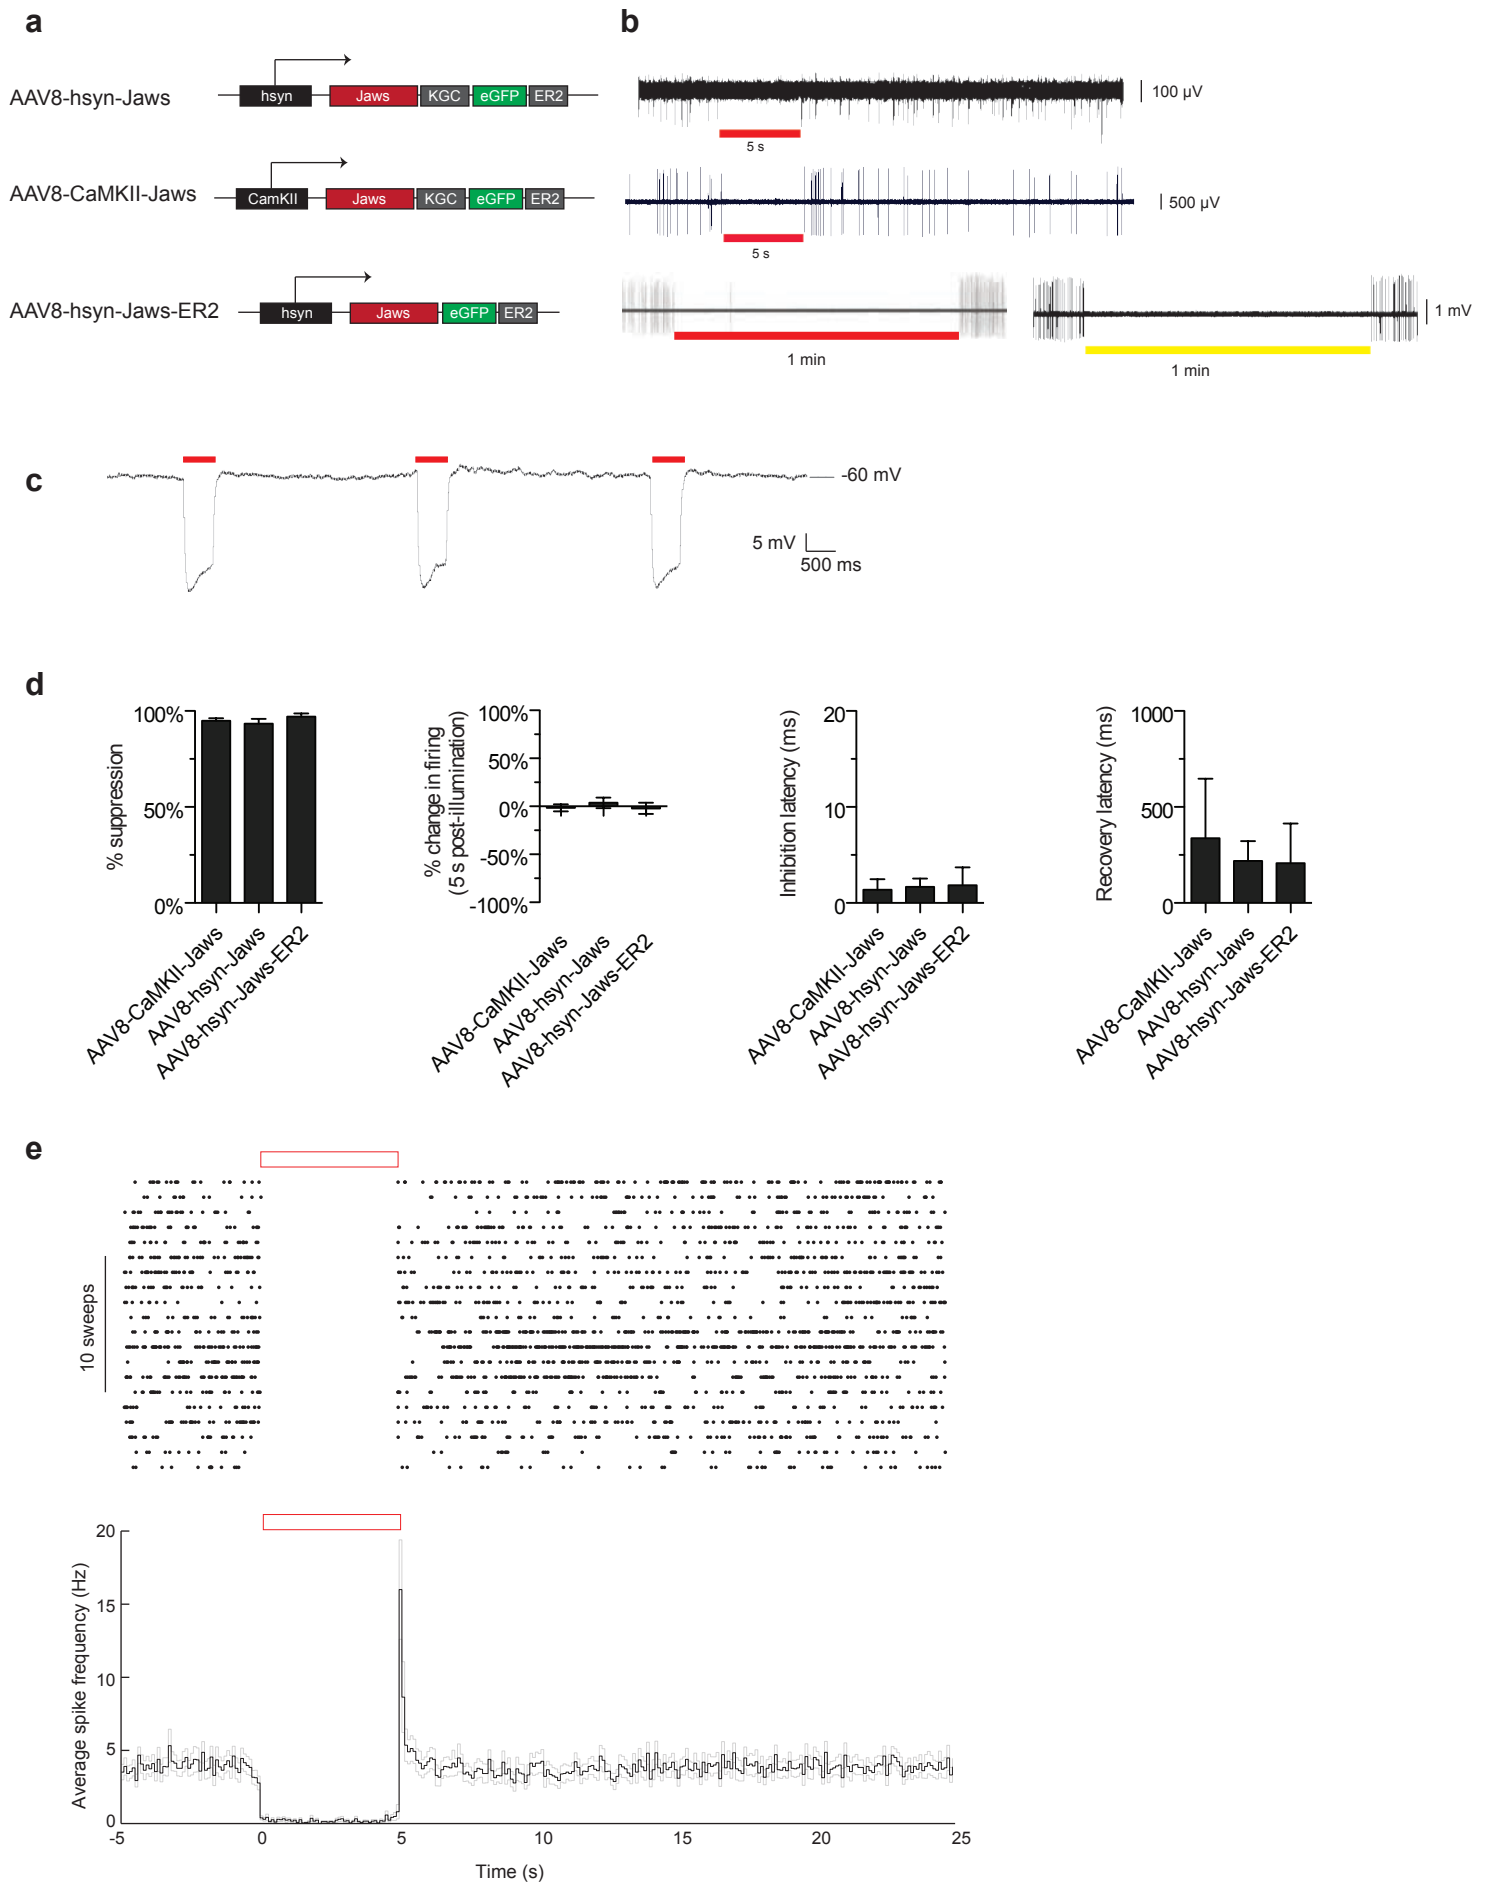 a
AAV8-hsyn-Jaws
hsyn Jaws KGC eGFP ER2
AAV8-CaMKII-Jaws
CamKII Jaws KGC eGFP ER2
AAV8-hsyn-Jaws-ER2
hsyn Jaws eGFP ER2
b
100 µV
5 s
500 µV
5 s
1 min
1 mV
1 min
c
-60 mV
5 mV
500 ms
d
% suppression
100%
50%
0%
AAV8-CaMKII-Jaws
AAV8-hsyn-Jaws
AAV8-hsyn-Jaws-ER2
% change in firing
(5 s post-illumination)
100%
50%
0%
-50%
-100%
AAV8-CaMKII-Jaws
AAV8-hsyn-Jaws
AAV8-hsyn-Jaws-ER2
Inhibition latency (ms)
20
10
0
AAV8-CaMKII-Jaws
AAV8-hsyn-Jaws
AAV8-hsyn-Jaws-ER2
Recovery latency (ms)
1000
500
0
AAV8-CaMKII-Jaws
AAV8-hsyn-Jaws
AAV8-hsyn-Jaws-ER2
e
10 sweeps
Average spike frequency (Hz)
20
15
10
5
0
-5 0 5 10 15 20 25
Time (s)